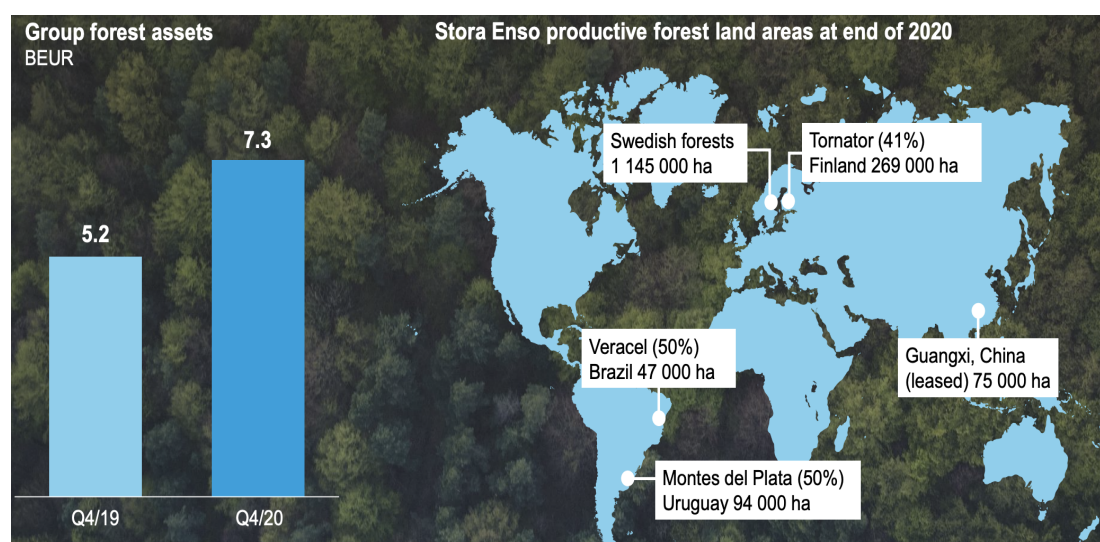 Group forest assets
BEUR
5.2
7.3
Q4/19
Q4/20
Stora Enso productive forest land areas at end of 2020
Swedish forests
1 145 000 ha
Tornator (41%)
Finland 269 000 ha
Veracel (50%)
Brazil 47 000 ha
Guangxi, China
(leased) 75 000 ha
Montes del Plata (50%)
Uruguay 94 000 ha